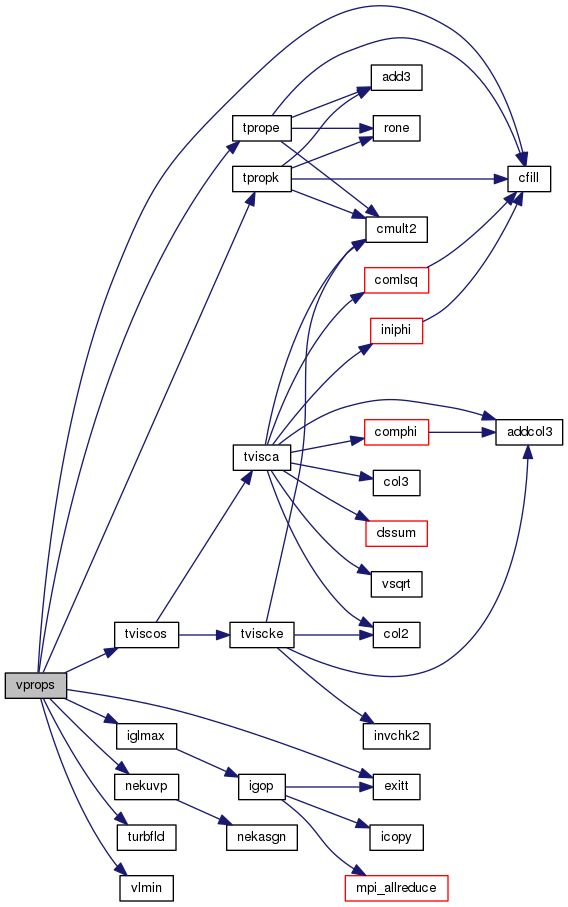 add3
tprope
rone
tpropk
cfill
cmult2
comlsq
iniphi
addcol3
comphi
tvisca
col3
dssum
vsqrt
tviscos
tviscke
col2
vprops
iglmax
invchk2
nekuvp
igop
exitt
turbfld
nekasgn
icopy
vlmin
mpi_allreduce